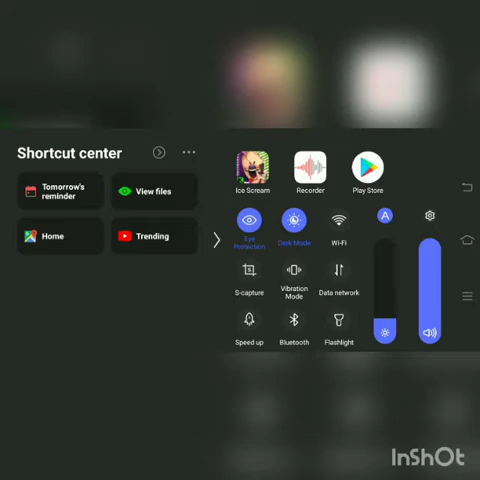 Shortcut center
Tomorrow's
reminder
View files
Home
Trending
Ice Scream
Recorder
Play Store
A
Eye
Protection
Dark Mode
Wi-Fi
S-capture
Vibration
Mode
Data network
Speed up
Bluetooth
Flashlight
InShOt